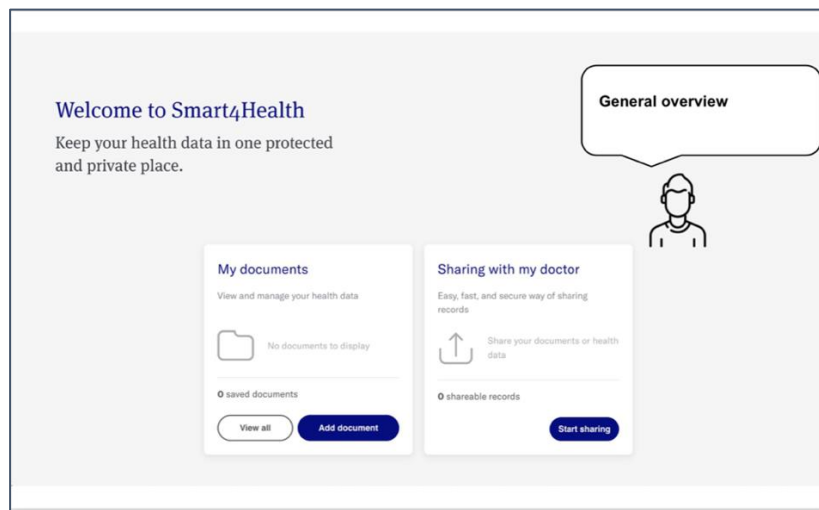 Welcome to Smart4Health
Keep your health data in one protected
and private place.
General overview
My documents
View and manage your health data
No documents to display
0 saved documents
View all
Add document
Sharing with my doctor
Easy, fast, and secure way of sharing
records
Share your documents or health
data
0 shareable records
Start sharing